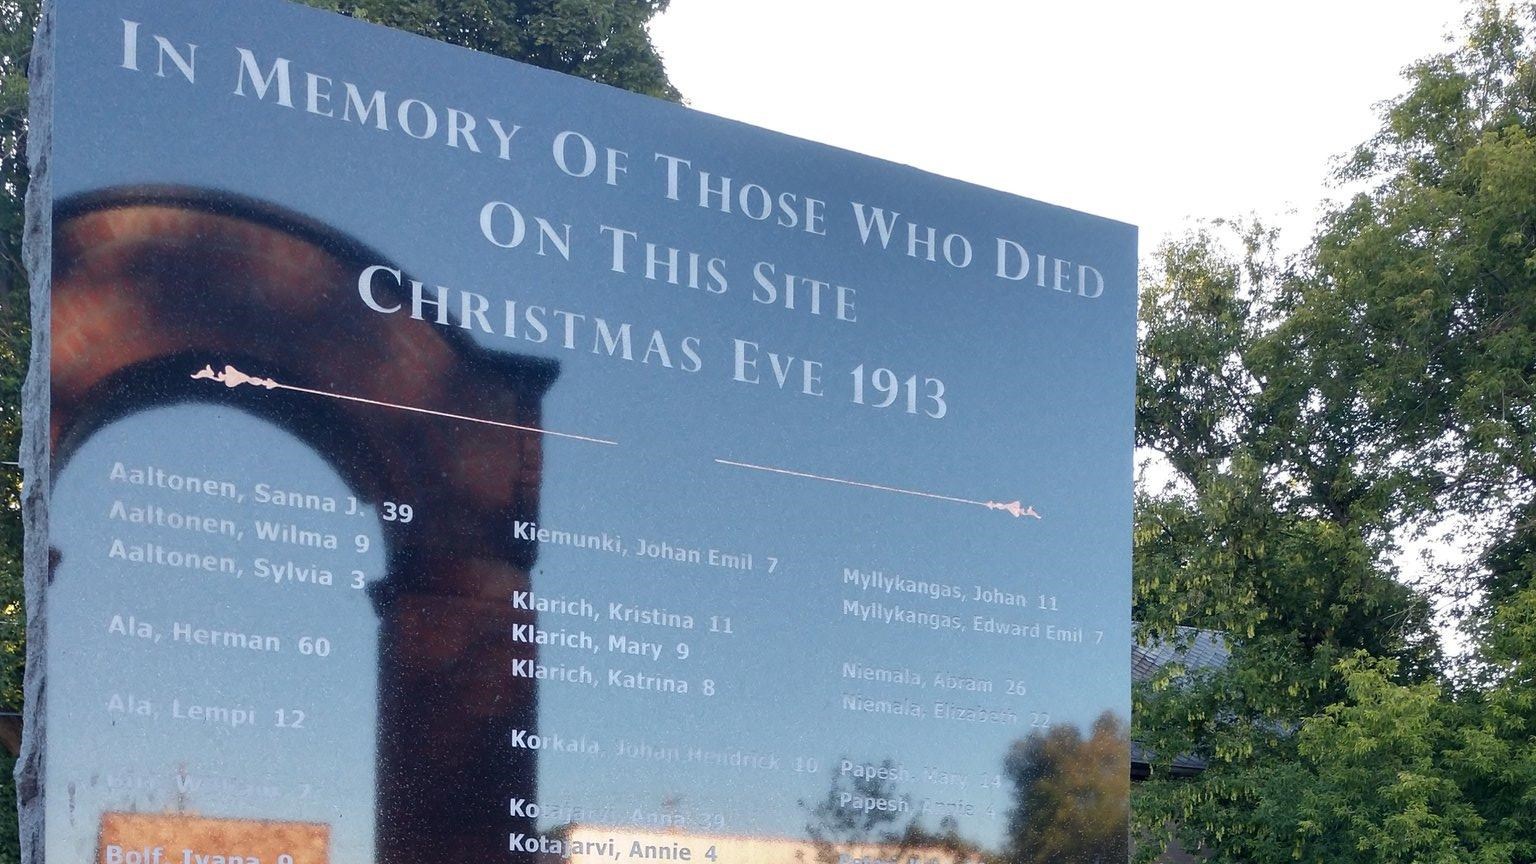 In Memory Of Those Who Died
On This Site
Christmas Eve 1913
Aaltonen, Sanna J. 39
Aaltonen, Wilma 9
Aaltonen, Sylvia 3
Ala, Herman 60
Ala, Lempi 12
Bolf, Ivana 9
Kiemunki, Johan Emil 7
Klarich, Kristina 11
Klarich, Mary 9
Klarich, Katrina 8
Korkala, Johan Hendrick 10
Kotajarvi, Anna 39
Kotajarvi, Annie 4
Myllykangas, Johan 11
Myllykangas, Edward Emil 7
Niemala, Abram 26
Niemala, Elizabeth 22
Papesh, Mary 14
Papesh, Annie 4